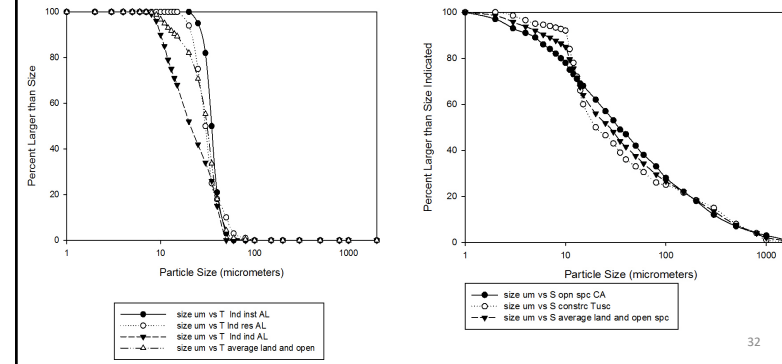 100
80
60
40
20
0
Percent Larger than Size
1
10
100
1000
Particle Size (micrometers)
size um vs T Ind inst AL
size um vs T Ind res AL
size um vs T Ind ind AL
size um vs T average land and open
100
80
60
40
20
0
Percent Larger than Size Indicated
1
10
100
1000
Particle Size (micrometers)
size um vs S opn spc CA
size um vs S constrc Tusc
size um vs S average land and open spc
32